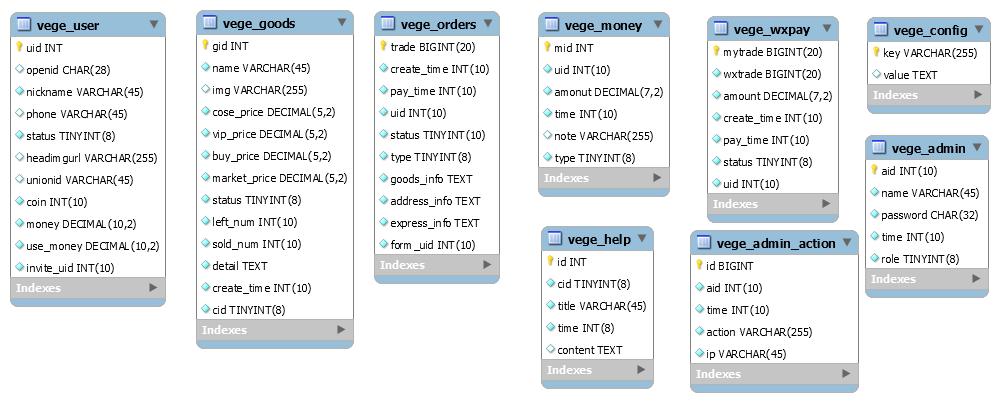 vege_user
uid INT
openid CHAR(28)
nickname VARCHAR(45)
phone VARCHAR(45)
status TINYINT(8)
headimgurl VARCHAR(255)
unionid VARCHAR(45)
coin INT(10)
money DECIMAL(10,2)
use_money DECIMAL(10,2)
invite_uid INT(10)
Indexes
vege_goods
gid INT
name VARCHAR(45)
img VARCHAR(255)
cose_price DECIMAL(5,2)
vip_price DECIMAL(5,2)
buy_price DECIMAL(5,2)
market_price DECIMAL(5,2)
status TINYINT(8)
left_num INT(10)
sold_num INT(10)
detail TEXT
create_time INT(10)
cid TINYINT(8)
Indexes
vege_orders
trade BIGINT(20)
create_time INT(10)
pay_time INT(10)
uid INT(10)
status TINYINT(10)
type TINYINT(8)
goods_info TEXT
address_info TEXT
express_info TEXT
form_uid INT(10)
Indexes
vege_money
mid INT
uid INT(10)
amonut DECIMAL(7,2)
time INT(10)
note VARCHAR(255)
type TINYINT(8)
Indexes
vege_wxpay
mytrade BIGINT(20)
wxtrade BIGINT(20)
amount DECIMAL(7,2)
create_time INT(10)
pay_time INT(10)
status TINYINT(8)
uid INT(10)
Indexes
vege_config
key VARCHAR(255)
value TEXT
Indexes
vege_admin
aid INT(10)
name VARCHAR(45)
password CHAR(32)
time INT(10)
role TINYINT(8)
Indexes
vege_help
id INT
cid TINYINT(8)
title VARCHAR(45)
time INT(8)
content TEXT
Indexes
vege_admin_action
id BIGINT
aid INT(10)
time INT(10)
action VARCHAR(255)
ip VARCHAR(45)
Indexes